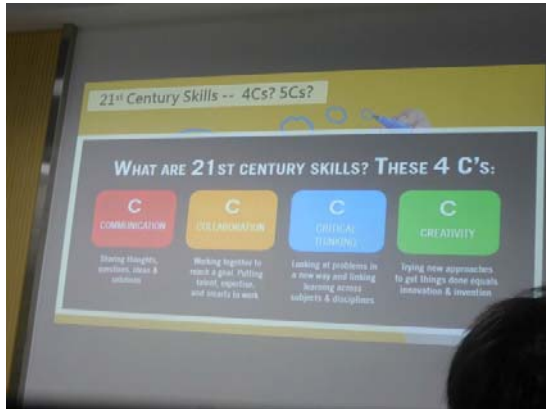 21st Century Skills -- 4Cs? 5Cs?
WHAT ARE 21ST CENTURY SKILLS? THESE 4 C'S:
C
COMMUNICATION
Sharing thoughts,
questions, ideas &
solutions
C
COLLABORATION
Working together to
reach a goal. Putting
talent, expertise,
and smarts to work
C
CRITICAL
THINKING
Looking at problems in
a new way and linking
learning across
subjects & disciplines
C
CREATIVITY
Trying new approaches
to get things done equals
innovation & invention